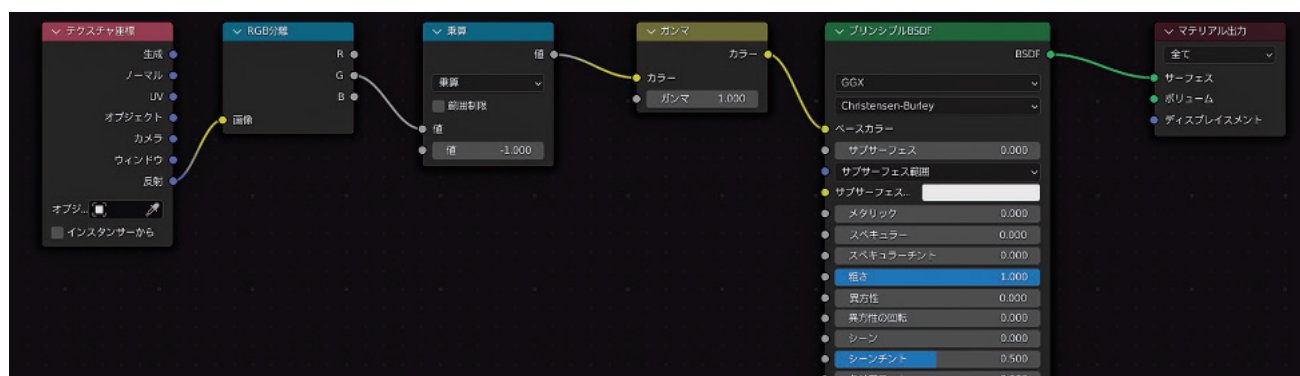 テクスチャ座標
生成
ノーマル
UV
オブジェクト
カメラ
ウィンドウ
反射
オブジ...
インスタンサーから
RGB分離
R
G
B
画像
乗算
値
乗算
範囲制限
値
値 -1.000
ガンマ
カラー
カラー
ガンマ 1.000
プリンシプルBSDF
BSDF
GGX
Christensen-Burley
ベースカラー
サブサーフェス 0.000
サブサーフェス範囲
サブサーフェス...
メタリック 0.000
スペキュラー 0.000
スペキュラーチント 0.000
粗さ 1.000
異方性 0.000
異方性の回転 0.000
シーン 0.000
シーンチント 0.500
マテリアル出力
全て
サーフェス
ボリューム
ディスプレイスメント